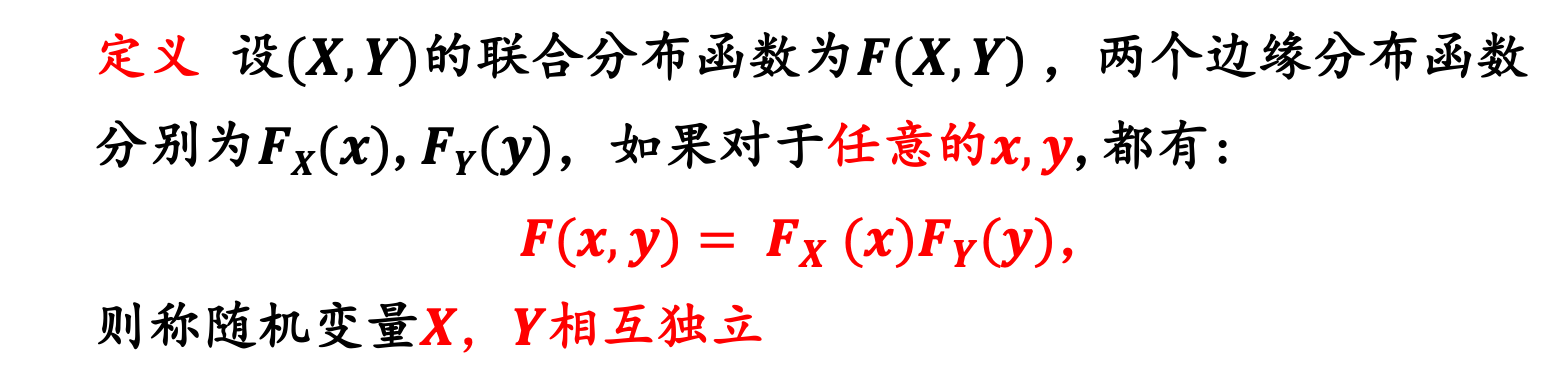 定义 设(X,Y)的联合分布函数为F(X,Y) ，两个边缘分布函数
分别为F_X(x), F_Y(y)，如果对于任意的x, y, 都有：
F(x, y) = F_X (x)F_Y(y)，
则称随机变量X，Y相互独立